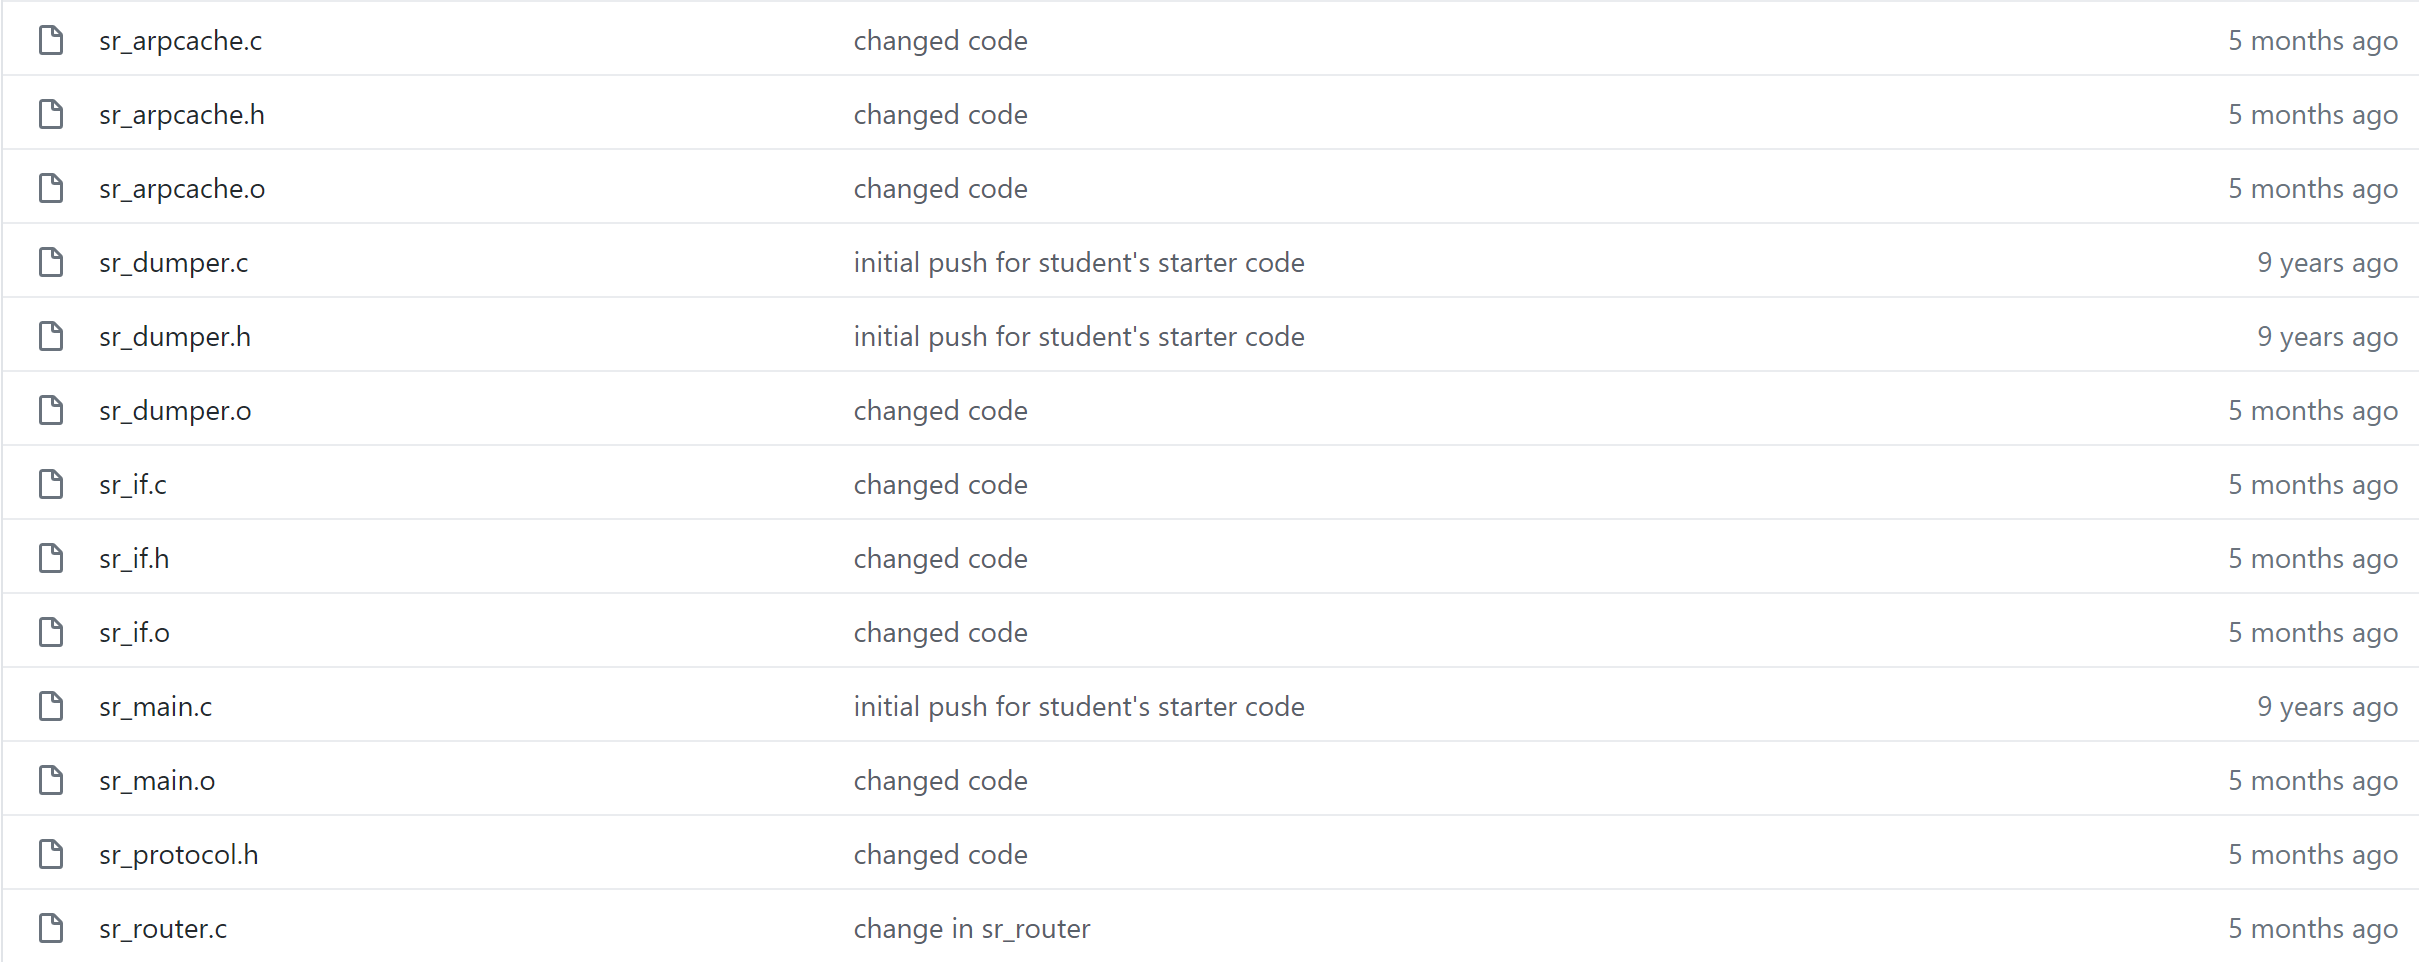 sr_arpcache.c changed code 5 months ago
sr_arpcache.h changed code 5 months ago
sr_arpcache.o changed code 5 months ago
sr_dumper.c initial push for student's starter code 9 years ago
sr_dumper.h initial push for student's starter code 9 years ago
sr_dumper.o changed code 5 months ago
sr_if.c changed code 5 months ago
sr_if.h changed code 5 months ago
sr_if.o changed code 5 months ago
sr_main.c initial push for student's starter code 9 years ago
sr_main.o changed code 5 months ago
sr_protocol.h changed code 5 months ago
sr_router.c change in sr_router 5 months ago